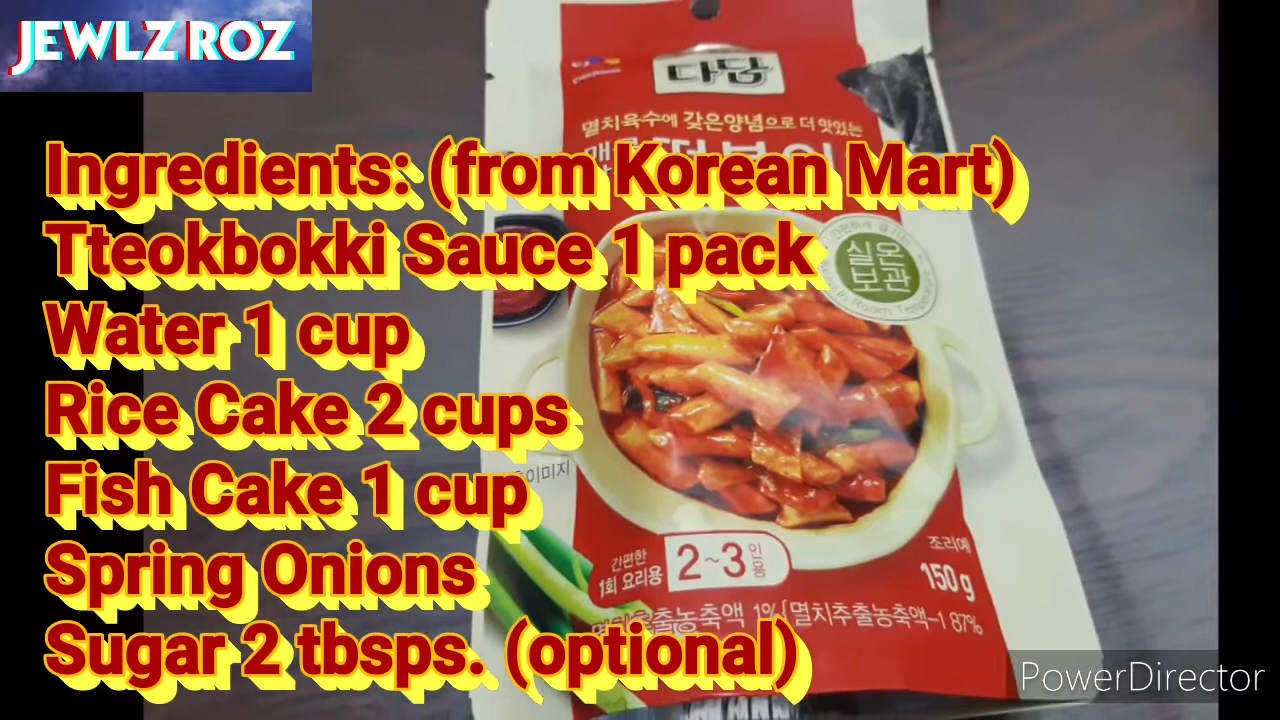 JEWLZ ROZ
다담
멸치육수에 갖은양념으로 더 맛있는
Ingredients: (from Korean Mart)
Tteokbokki Sauce 1 pack
실온
보관
Water 1 cup
Rice Cake 2 cups
Fish Cake 1 cup
Spring Onions
Sugar 2 tbsps. (optional)
간편한
1회 요리용
2~3인용
조리예
150g
PowerDirector